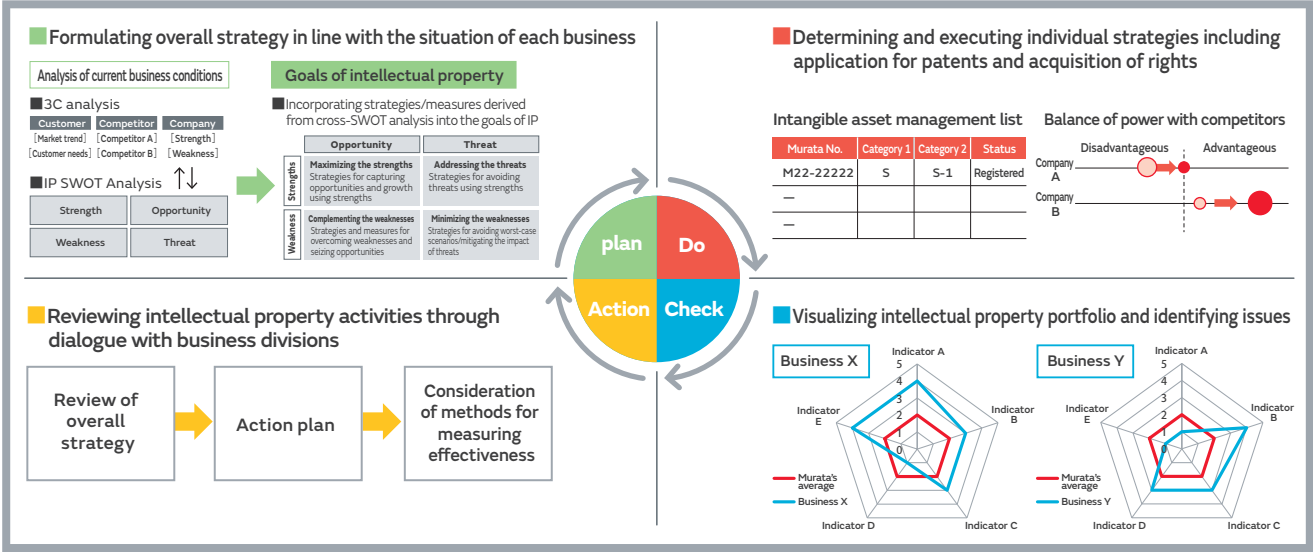 Formulating overall strategy in line with the situation of each business
Analysis of current business conditions
3C analysis
Customer Competitor Company
[Market trend] [Competitor A] [Strength]
[Customer needs] [Competitor B] [Weakness]
IP SWOT Analysis
Strength Opportunity
Weakness Threat
Goals of intellectual property
Incorporating strategies/measures derived
from cross-SWOT analysis into the goals of IP
Opportunity Threat
Strengths
Maximizing the strengths
Strategies for capturing
opportunities and growth
using strengths
Addressing the threats
Strategies for avoiding
threats using strengths
Weakness
Complementing the weaknesses
Strategies and measures for
overcoming weaknesses and
seizing opportunities
Minimizing the weaknesses
Strategies for avoiding worst-case
scenarios/mitigating the impact
of threats
plan
Do
Action
Check
Determining and executing individual strategies including
application for patents and acquisition of rights
Intangible asset management list
Murata No. Category 1 Category 2 Status
M22-22222 S S-1 Registered
—
—
Balance of power with competitors
Disadvantageous Advantageous
Company
A
Company
B
Reviewing intellectual property activities through
dialogue with business divisions
Review of
overall
strategy
Action plan
Consideration
of methods for
measuring
effectiveness
Visualizing intellectual property portfolio and identifying issues
Business X
Indicator A
5
4
3
2
1
0
Indicator
B
Indicator C
Indicator D
Indicator
E
Murata's
average
Business X
Business Y
Indicator A
5
4
3
2
1
0
Indicator
B
Indicator C
Indicator D
Indicator
E
Murata's
average
Business Y